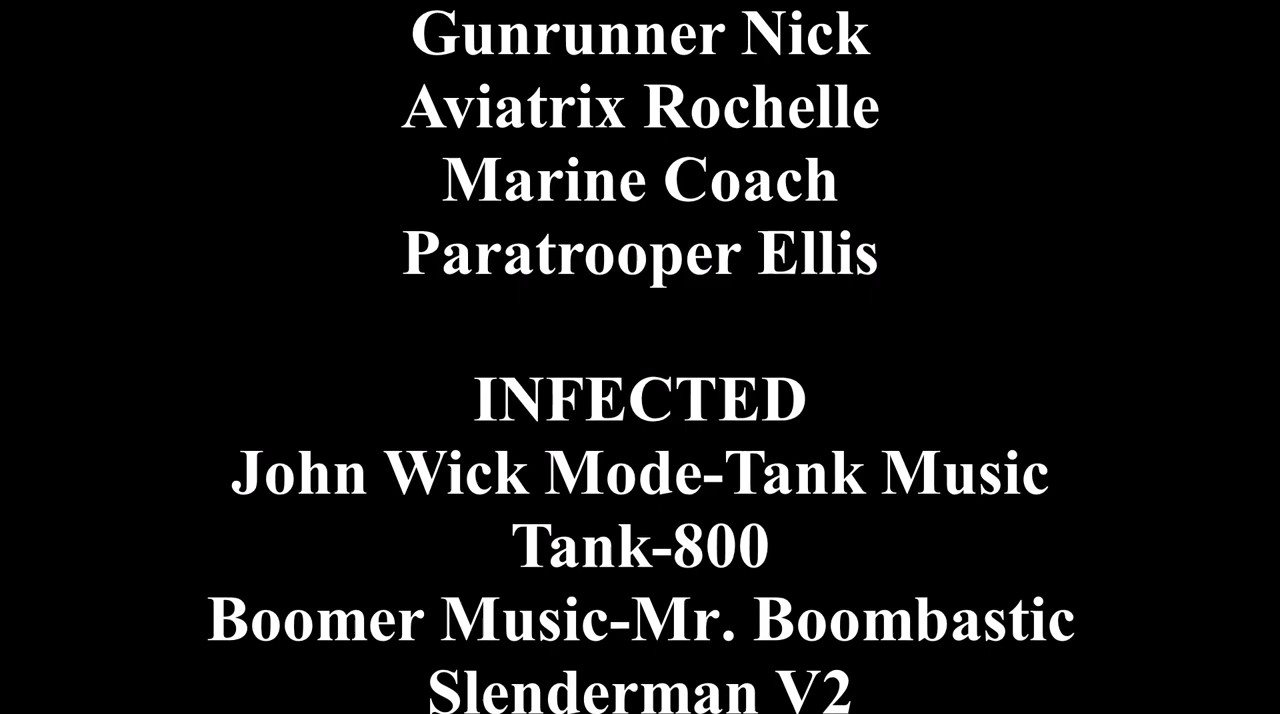 Gunrunner Nick
Aviatrix Rochelle
Marine Coach
Paratrooper Ellis
INFECTED
John Wick Mode-Tank Music
Tank-800
Boomer Music-Mr. Boombastic
Slenderman V2